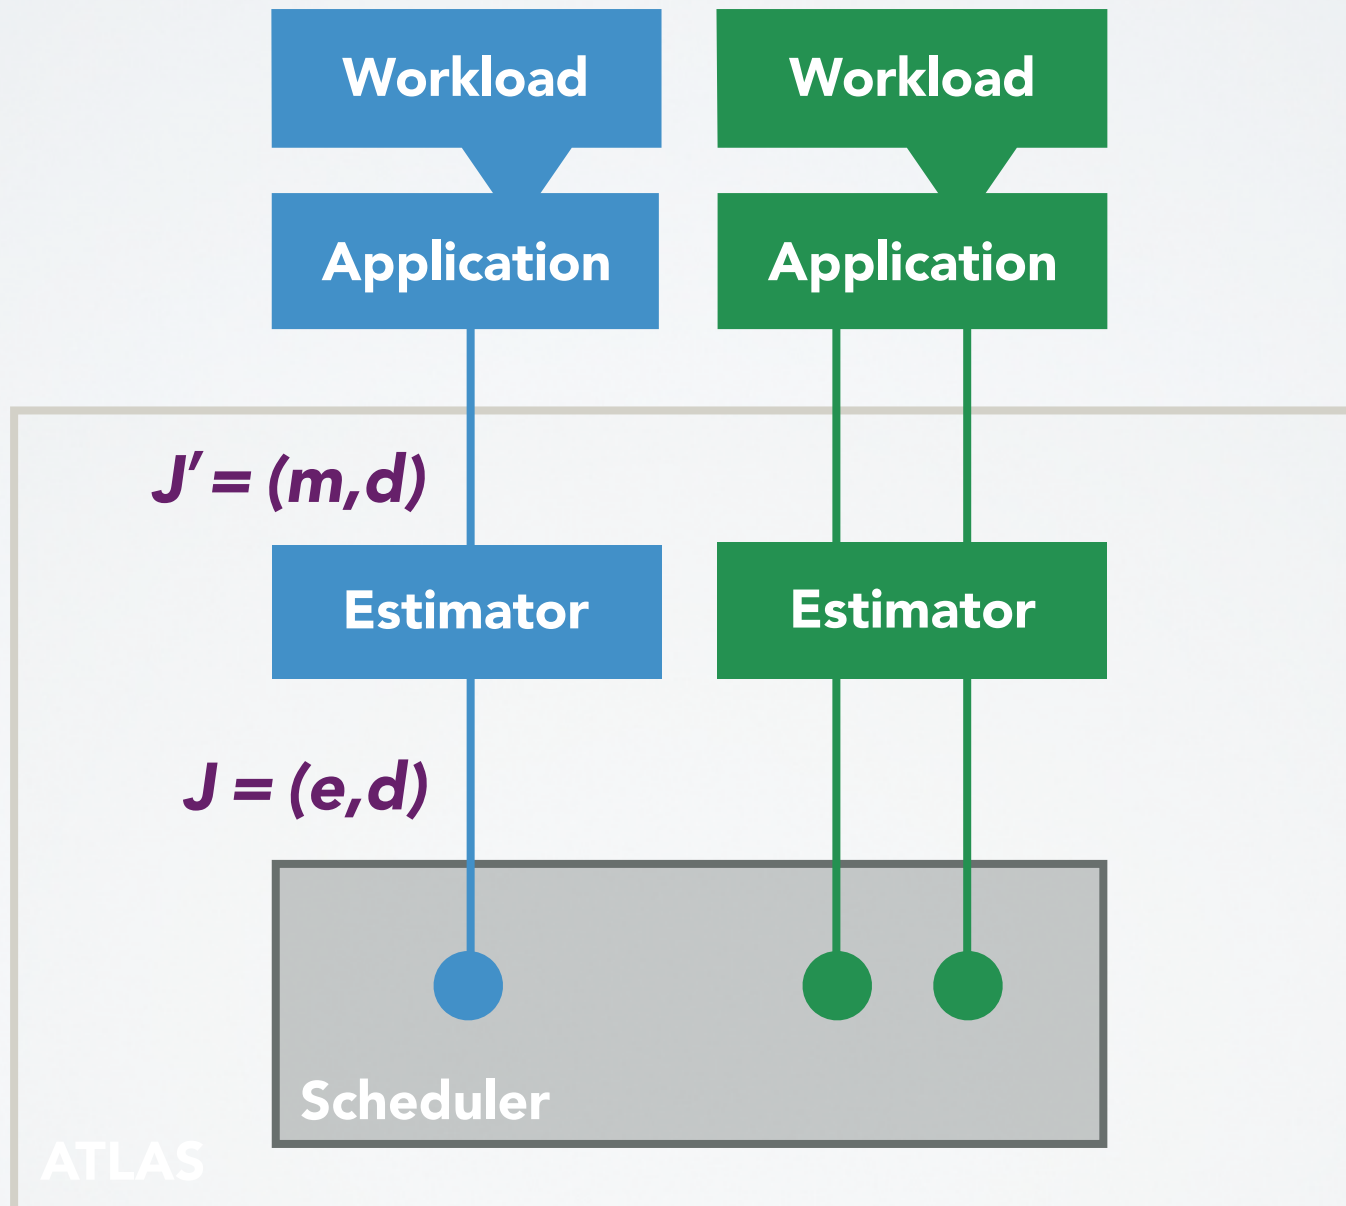 Workload
Workload
Application
Application
J′ = (m,d)
Estimator
Estimator
J = (e,d)
Scheduler
ATLAS